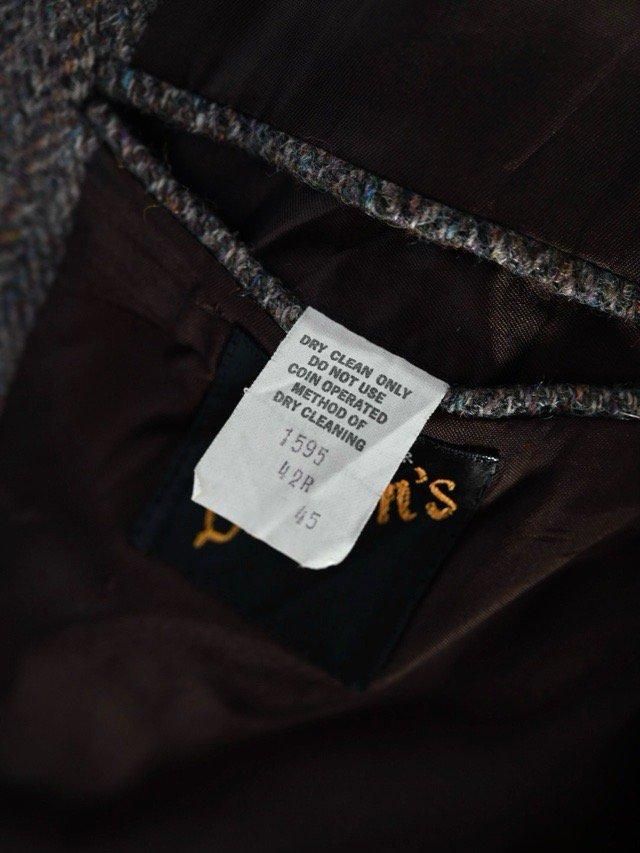 DRY CLEAN ONLY
DO NOT USE
COIN OPERATED
METHOD OF
DRY CLEANING
1595
42R
45